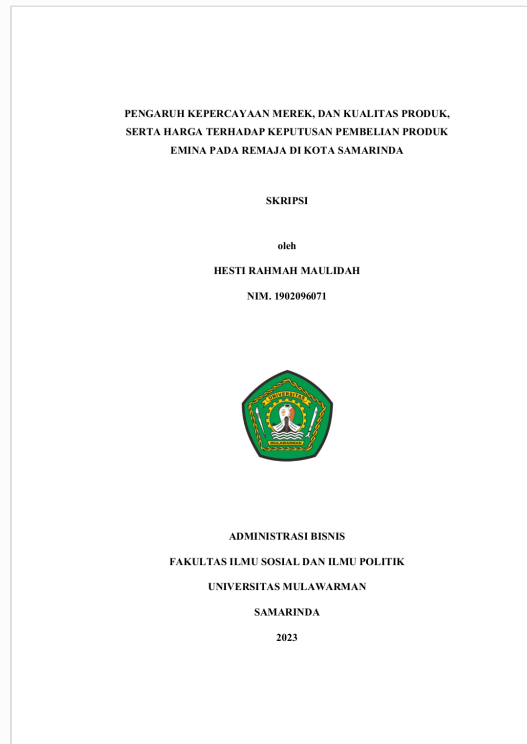 PENGARUH KEPERCAYAAN MEREK, DAN KUALITAS PRODUK,
SERTA HARGA TERHADAP KEPUTUSAN PEMBELIAN PRODUK
EMINA PADA REMAJA DI KOTA SAMARINDA
SKRIPSI
oleh
HESTI RAHMAH MAULIDAH
NIM. 1902096071
UNIVERSITAS
MULAWARMAN
ADMINISTRASI BISNIS
FAKULTAS ILMU SOSIAL DAN ILMU POLITIK
UNIVERSITAS MULAWARMAN
SAMARINDA
2023